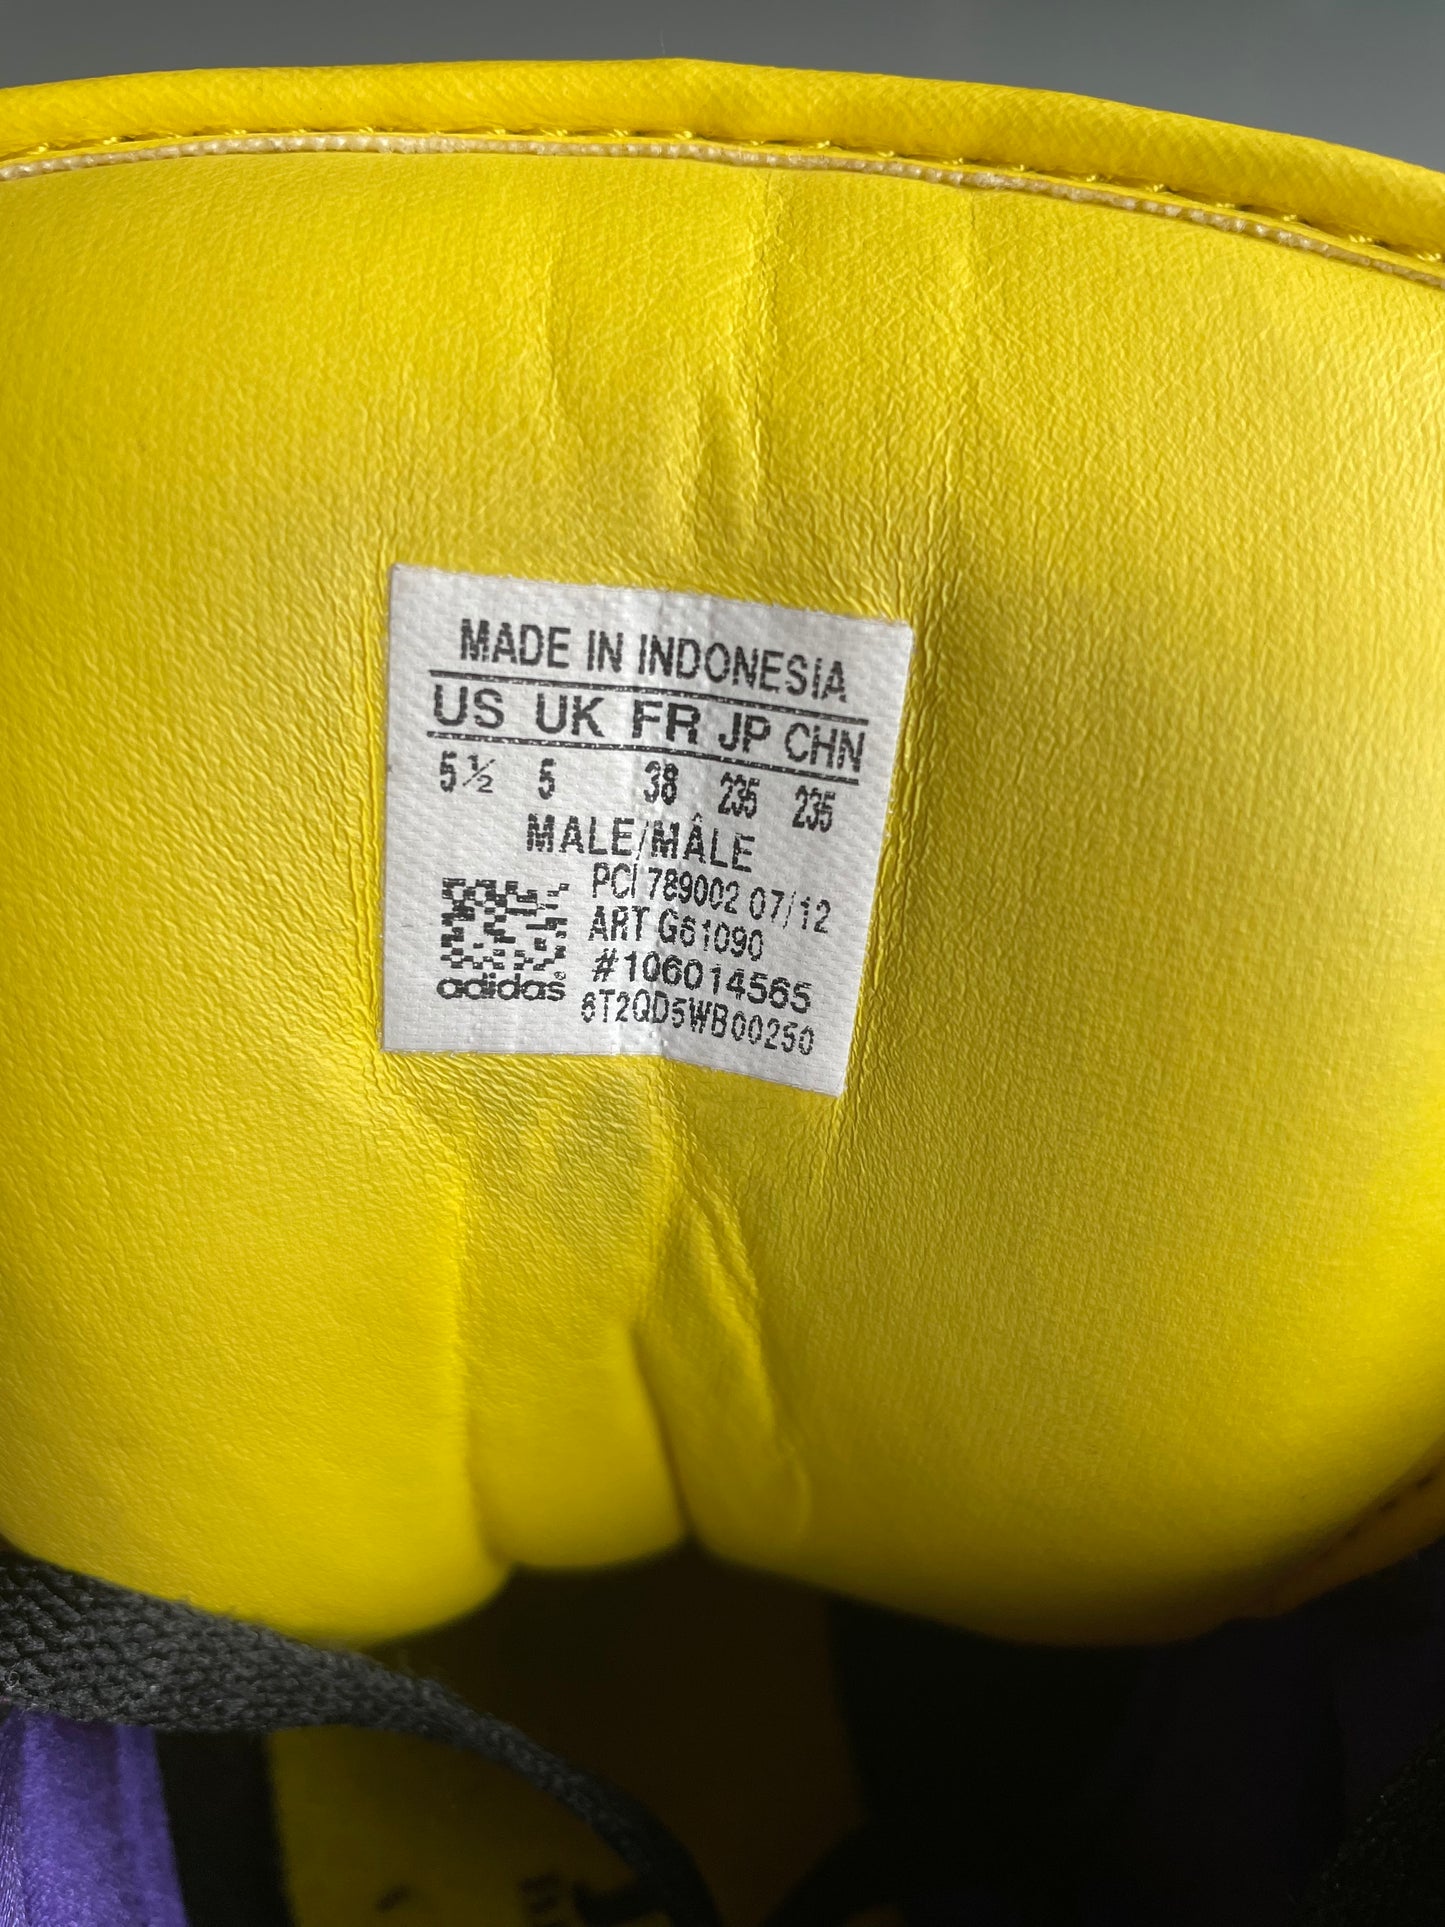 MADE IN INDONESIA
US UK FR JP CHN
5½ 5 38 235 235
MALE/MÂLE
PCI 789002 07/12
ART G61090
#106014565
adidas®
6T2QD5WB00250